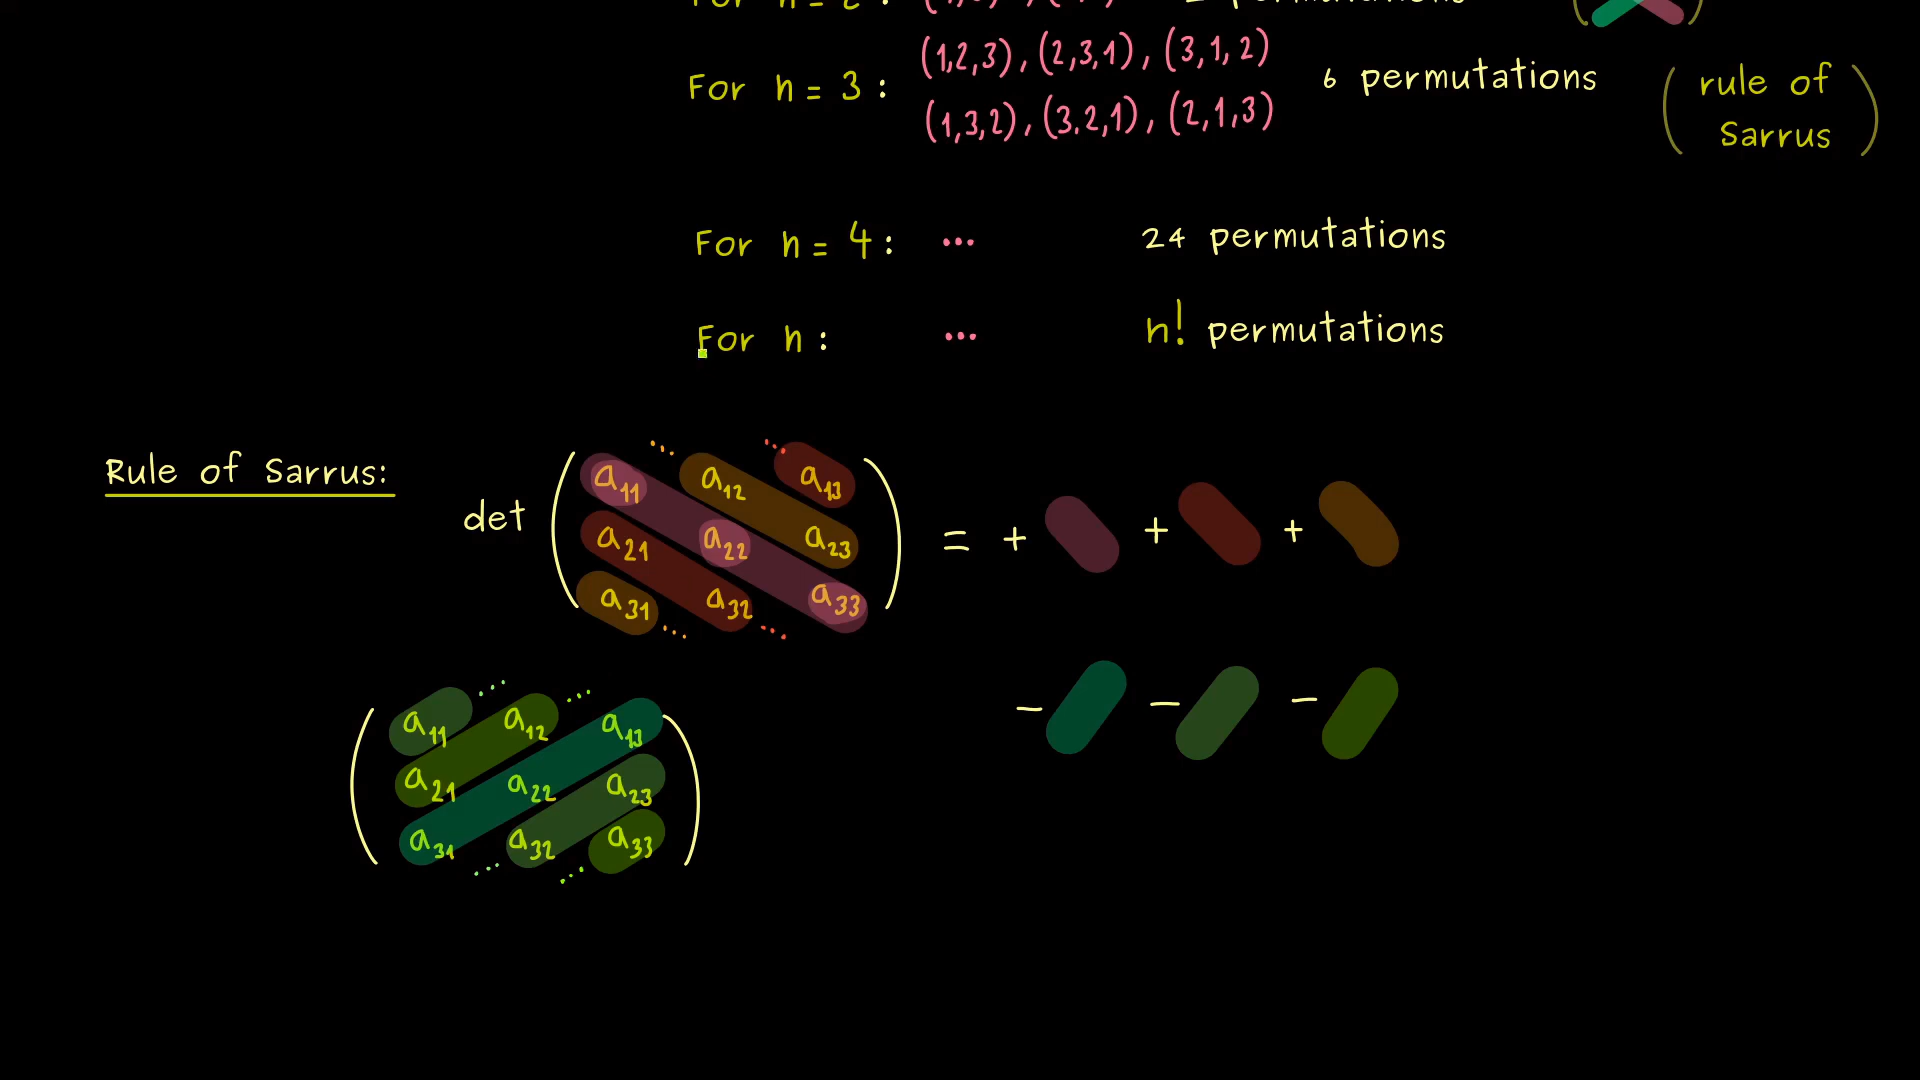 (1,2,3), (2,3,1), (3,1,2)
For n = 3 : 6 permutations
(1,3,2), (3,2,1), (2,1,3)
(rule of Sarrus)
For n = 4 : ... 24 permutations
For n : ... n! permutations
Rule of Sarrus:
a11 a12 a13
det ( a21 a22 a23 ) = + + +
a31 a32 a33
- - -
a11 a12 a13
( a21 a22 a23 )
a31 a32 a33